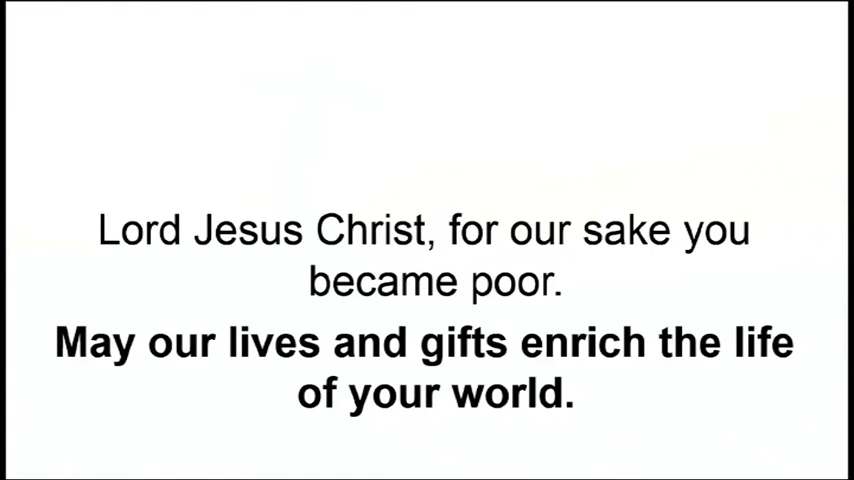 Lord Jesus Christ, for our sake you
became poor.
May our lives and gifts enrich the life
of your world.